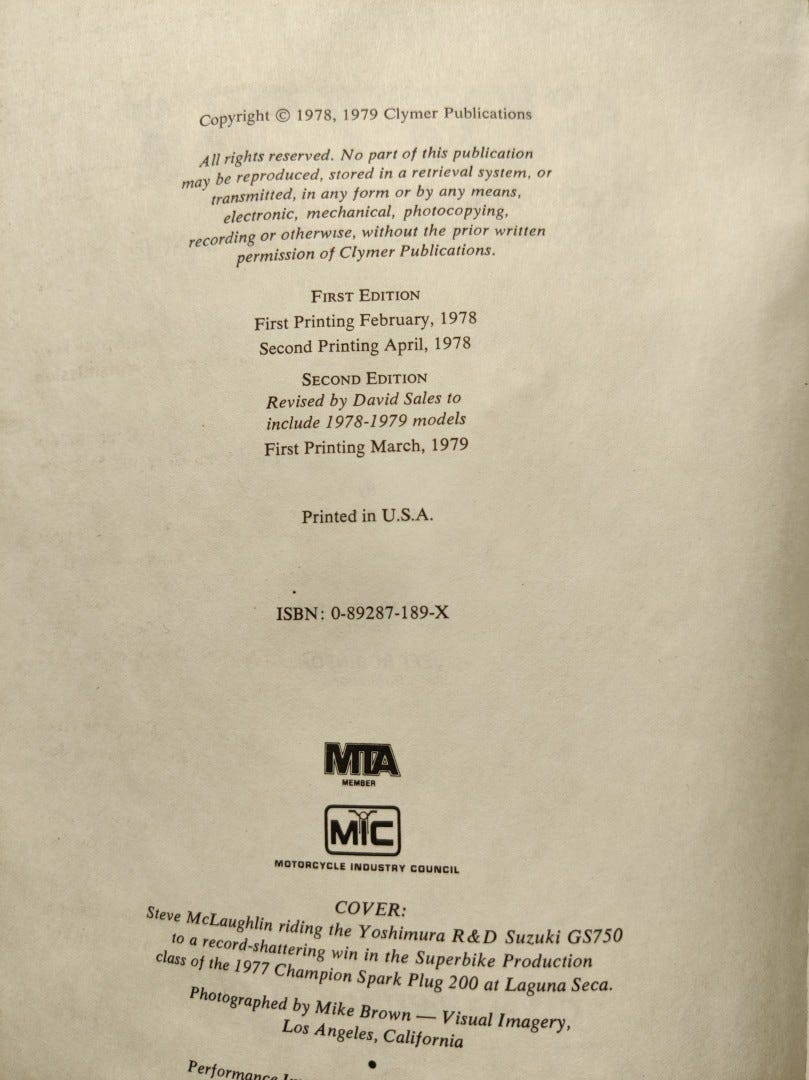 Copyright © 1978, 1979 Clymer Publications
All rights reserved. No part of this publication
may be reproduced, stored in a retrieval system, or
transmitted, in any form or by any means,
electronic, mechanical, photocopying,
recording or otherwise, without the prior written
permission of Clymer Publications.
FIRST EDITION
First Printing February, 1978
Second Printing April, 1978
SECOND EDITION
Revised by David Sales to
include 1978-1979 models
First Printing March, 1979
Printed in U.S.A.
ISBN: 0-89287-189-X
MTA
MEMBER
MIC
MOTORCYCLE INDUSTRY COUNCIL
COVER:
Steve McLaughlin riding the Yoshimura R&D Suzuki GS750
to a record-shattering win in the Superbike Production
class of the 1977 Champion Spark Plug 200 at Laguna Seca.
Photographed by Mike Brown — Visual Imagery,
Los Angeles, California
•
Performance